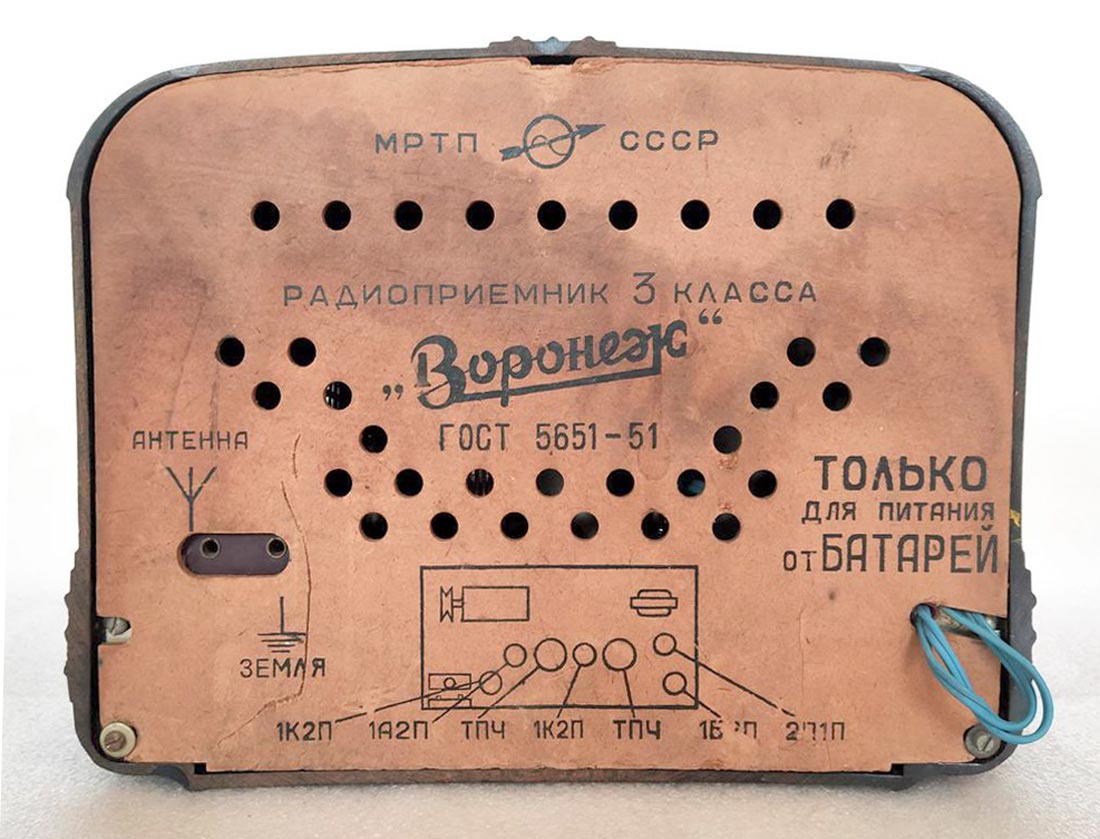 МРТП СССР
РАДИОПРИЕМНИК 3 КЛАССА
„Воронеж“
ГОСТ 5651-51
АНТЕННА
ТОЛЬКО
ДЛЯ ПИТАНИЯ
ОТ БАТАРЕЙ
ЗЕМЛЯ
1К2П 1А2П ТПЧ 1К2П ТПЧ